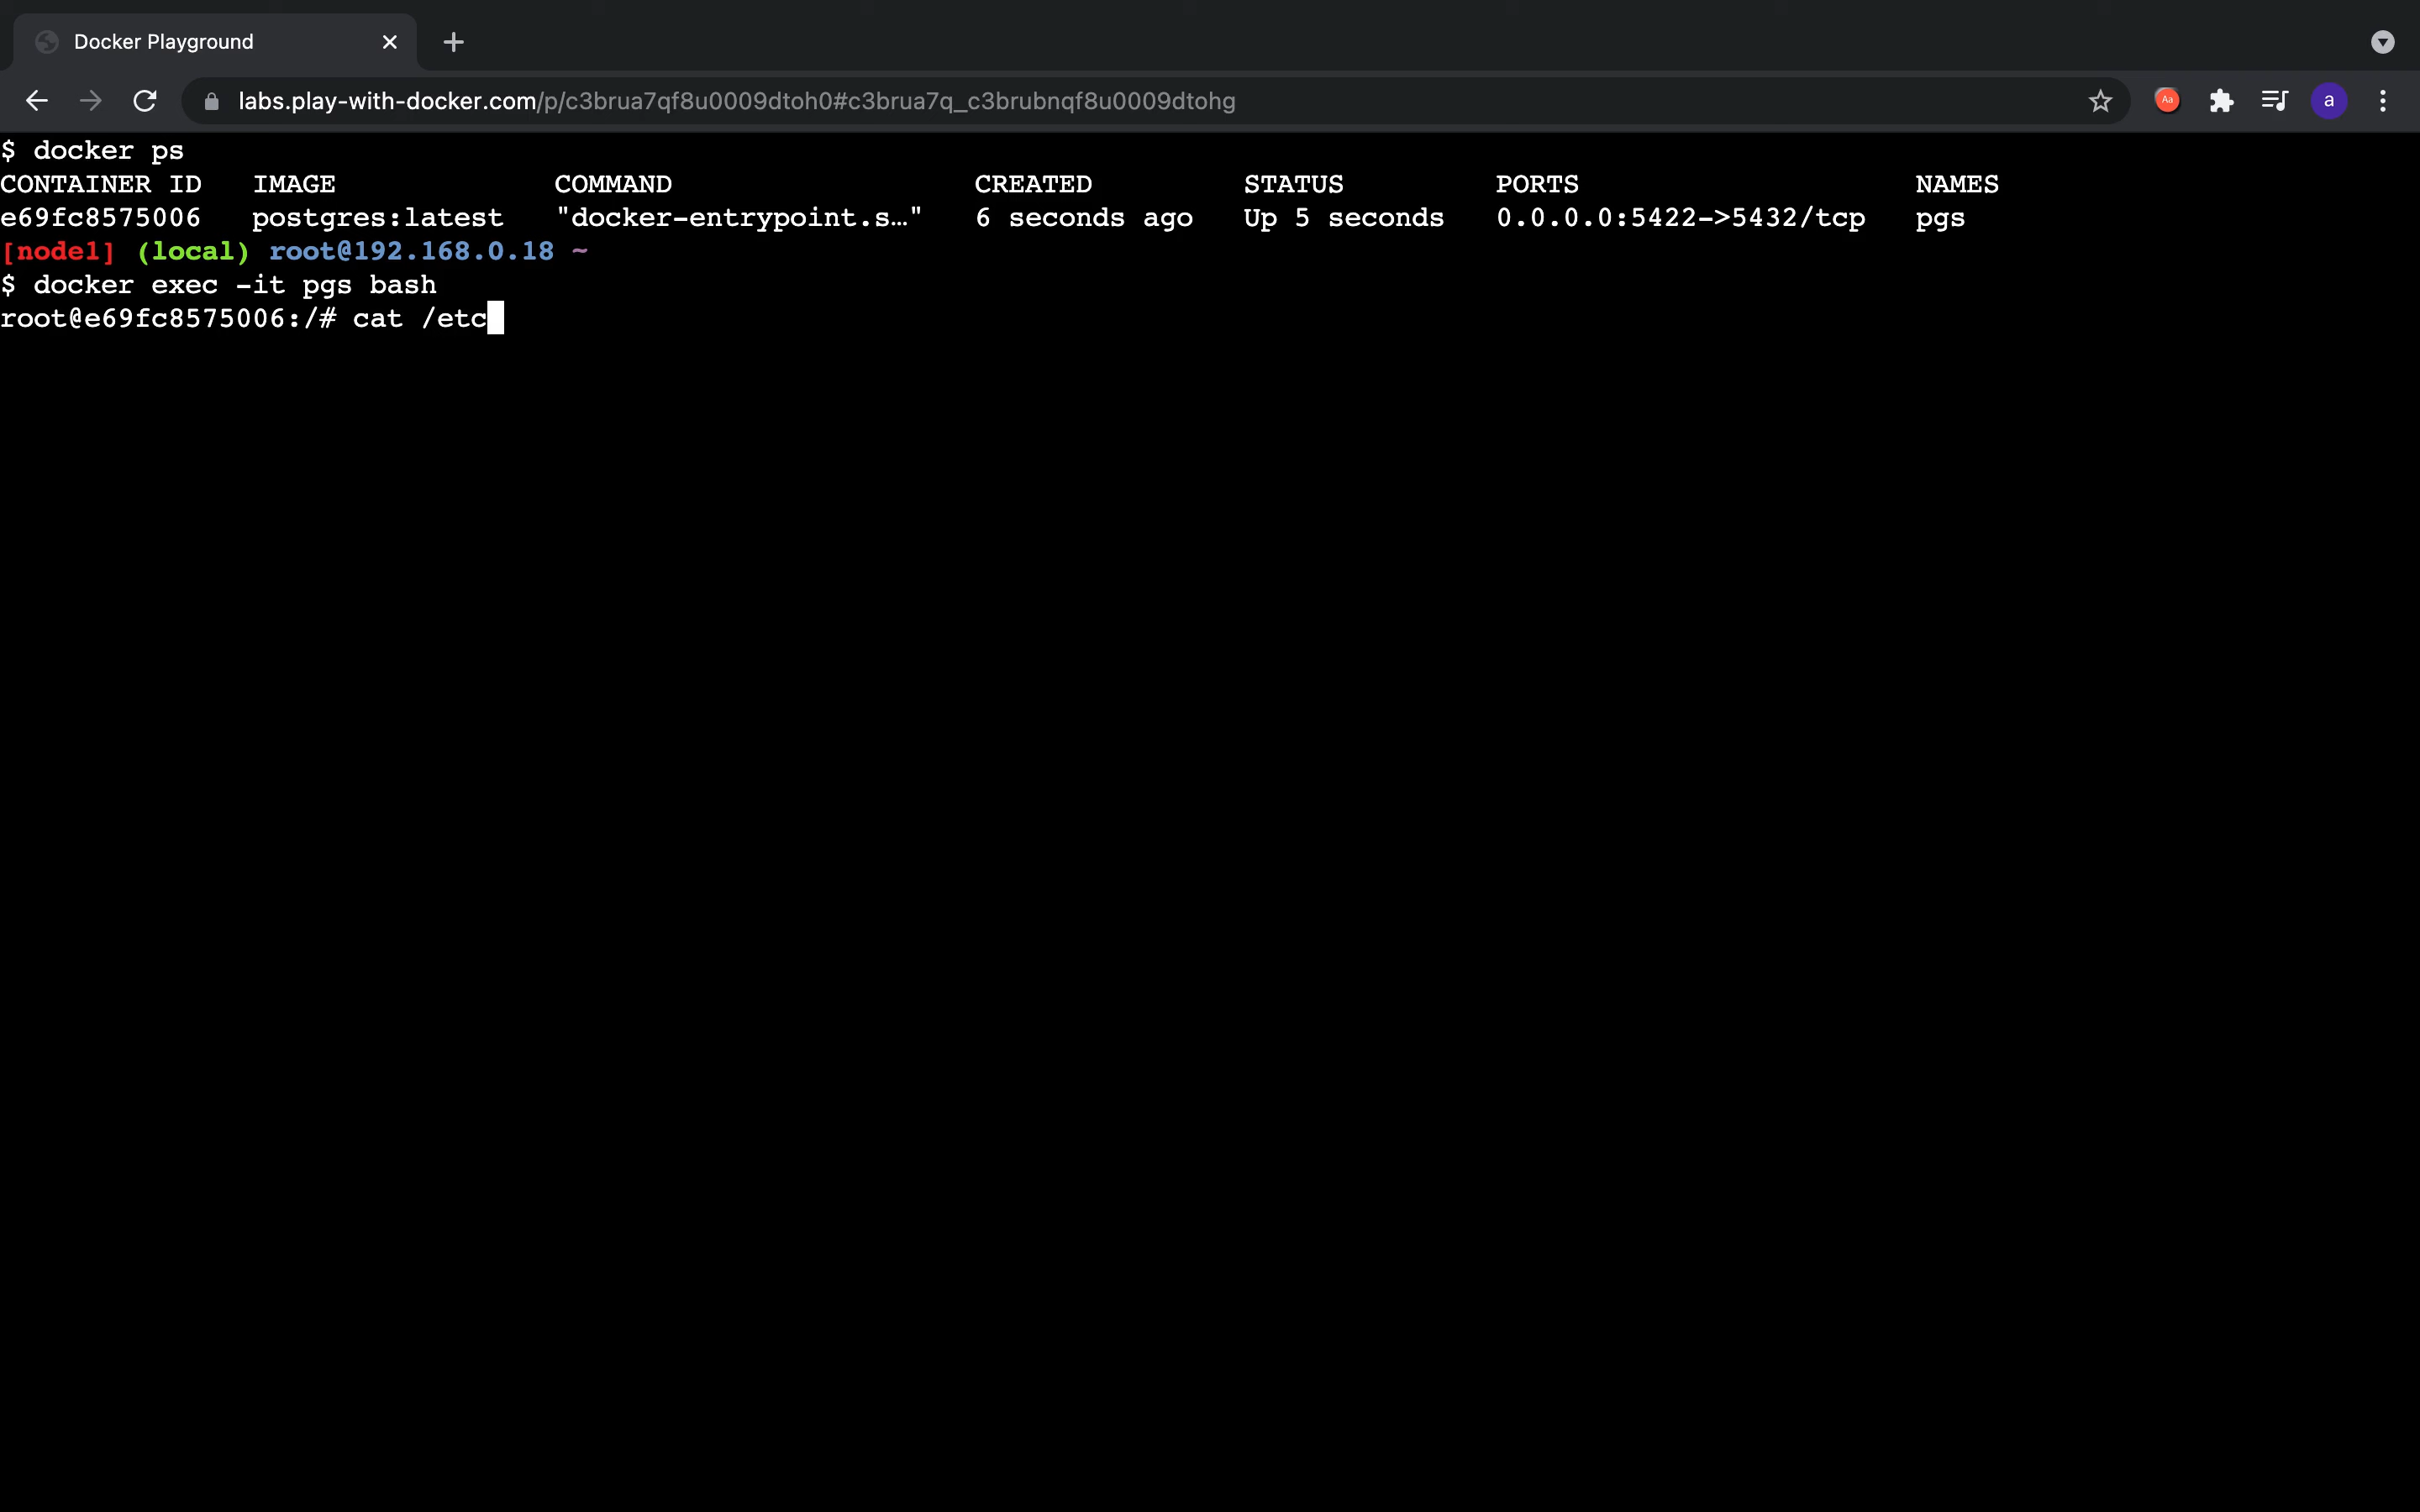 Docker Playground
labs.play-with-docker.com/p/c3brua7qf8u0009dtoh0#c3brua7q_c3brubnqf8u0009dtohg
Aa
a
$ docker ps
CONTAINER ID   IMAGE             COMMAND                  CREATED         STATUS         PORTS                    NAMES
e69fc8575006   postgres:latest   "docker-entrypoint.s…"   6 seconds ago   Up 5 seconds   0.0.0.0:5422->5432/tcp   pgs
[node1] (local) root@192.168.0.18 ~
$ docker exec -it pgs bash
root@e69fc8575006:/# cat /etc